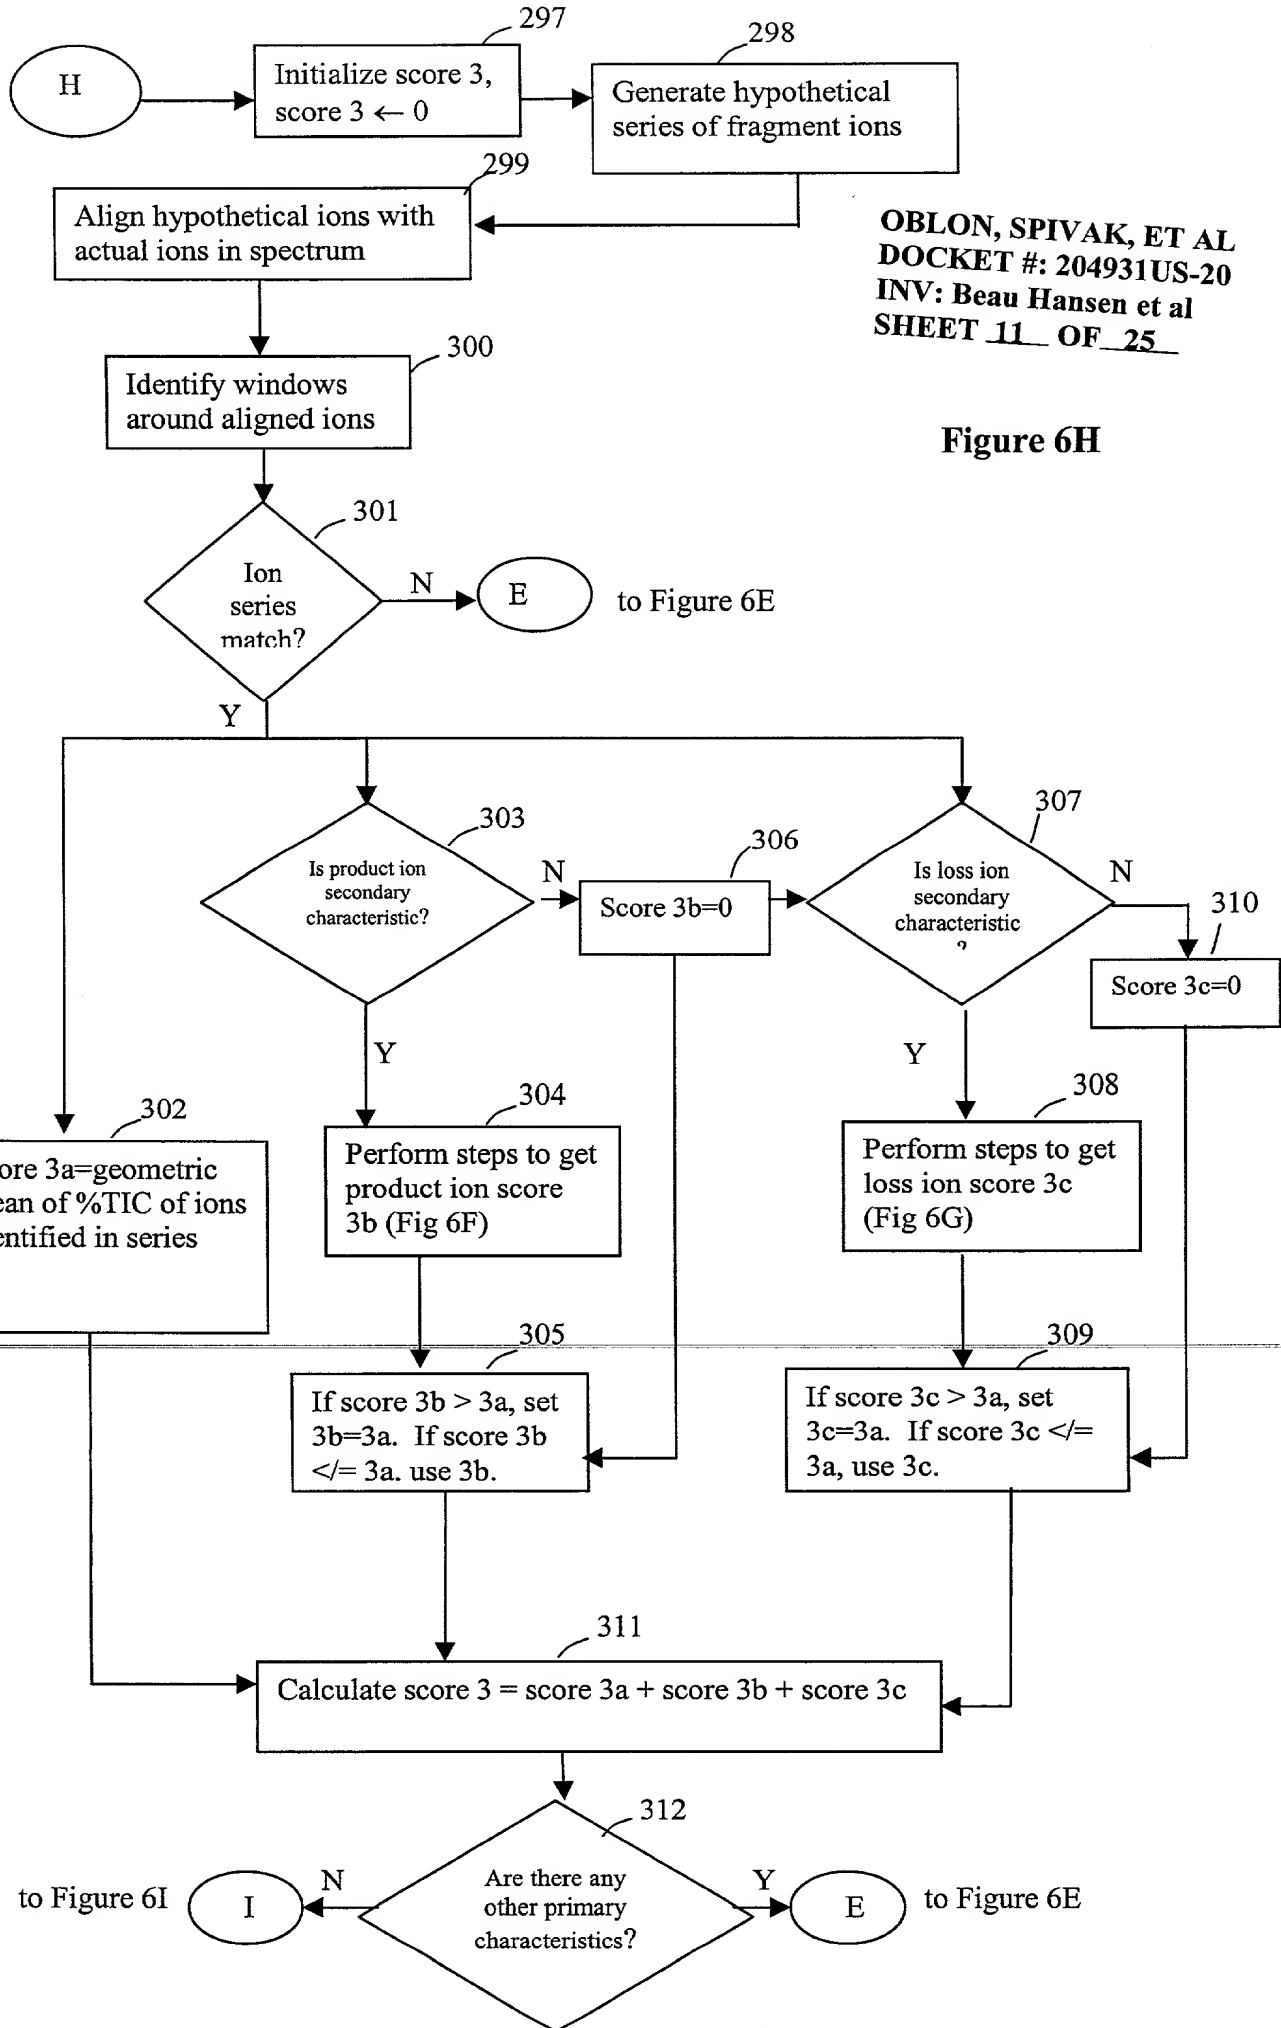 297
298
H
Initialize score 3,
score 3 ← 0
Generate hypothetical
series of fragment ions
299
Align hypothetical ions with
actual ions in spectrum
OBLON, SPIVAK, ET AL
DOCKET #: 204931US-20
INV: Beau Hansen et al
SHEET 11 OF 25
300
Identify windows
around aligned ions
Figure 6H
301
Ion
series
match?
N
E
to Figure 6E
Y
303
Is product ion
secondary
characteristic?
N
306
Score 3b=0
307
Is loss ion
secondary
characteristic
?
N
310
Score 3c=0
Y
Y
302
ore 3a=geometric
ean of %TIC of ions
entified in series
304
Perform steps to get
product ion score
3b (Fig 6F)
308
Perform steps to get
loss ion score 3c
(Fig 6G)
305
If score 3b > 3a, set
3b=3a. If score 3b
</= 3a. use 3b.
309
If score 3c > 3a, set
3c=3a. If score 3c </=
3a, use 3c.
311
Calculate score 3 = score 3a + score 3b + score 3c
312
Are there any
other primary
characteristics?
N
I
to Figure 6I
Y
E
to Figure 6E